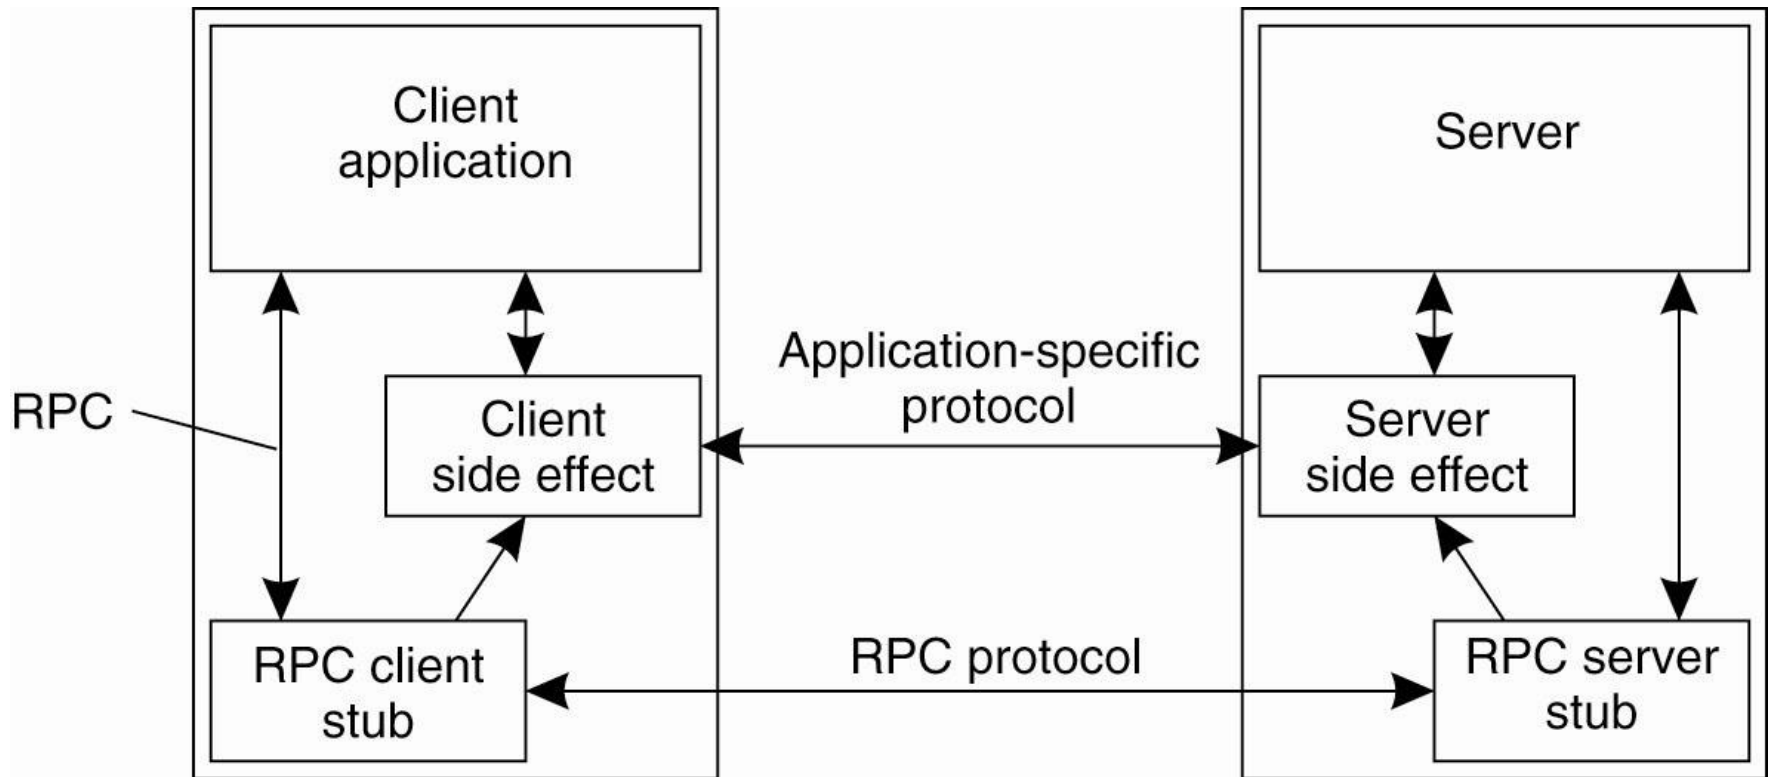 Client
application
Server
Application-specific
protocol
RPC
Client
side effect
Server
side effect
RPC protocol
RPC client
stub
RPC server
stub